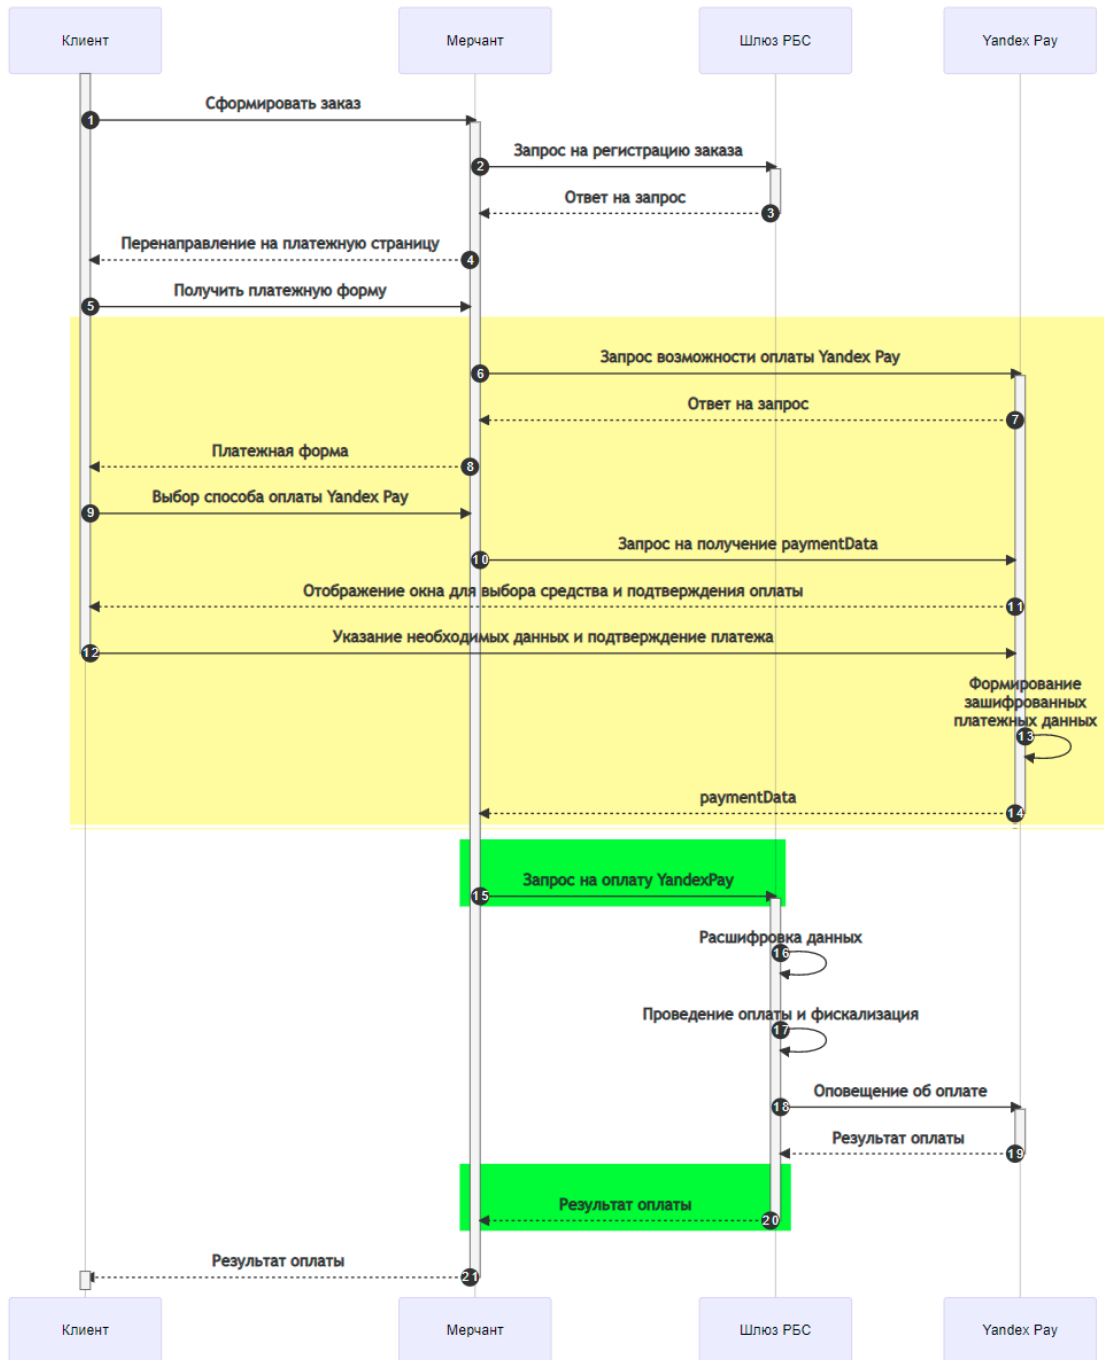 Клиент
Мерчант
Шлюз РБС
Yandex Pay
Сформировать заказ
1
Запрос на регистрацию заказа
2
Ответ на запрос
3
Перенаправление на платежную страницу
4
Получить платежную форму
5
Запрос возможности оплаты Yandex Pay
6
Ответ на запрос
7
Платежная форма
8
Выбор способа оплаты Yandex Pay
9
Запрос на получение paymentData
10
Отображение окна для выбора средства и подтверждения оплаты
11
Указание необходимых данных и подтверждение платежа
12
Формирование
зашифрованных
платежных данных
13
paymentData
14
Запрос на оплату YandexPay
15
Расшифровка данных
16
Проведение оплаты и фискализация
17
Оповещение об оплате
18
Результат оплаты
19
Результат оплаты
20
Результат оплаты
21
Клиент
Мерчант
Шлюз РБС
Yandex Pay